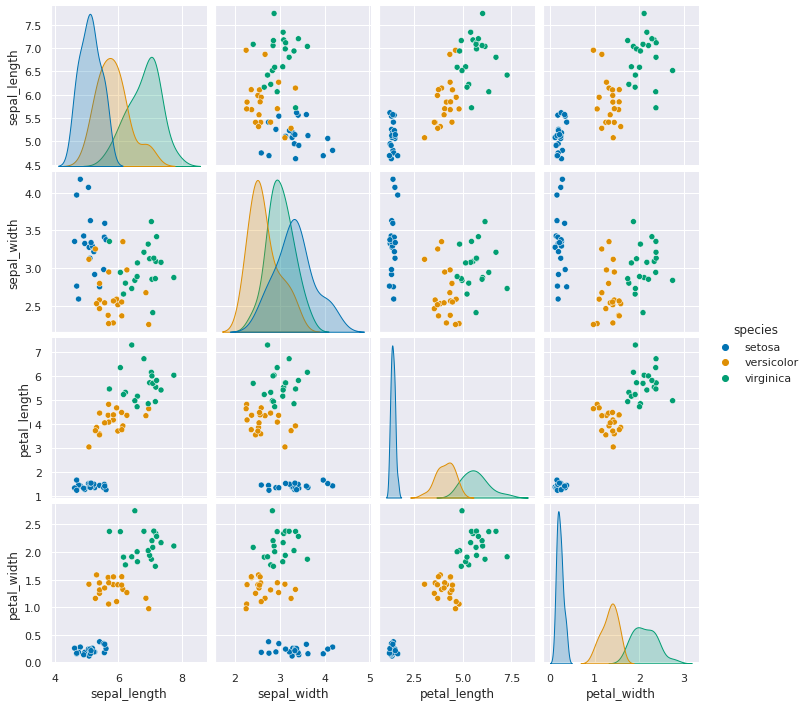 sepal_length
7.5
7.0
6.5
6.0
5.5
5.0
4.5
sepal_width
4.0
3.5
3.0
2.5
species
setosa
versicolor
virginica
petal_length
7
6
5
4
3
2
1
petal_width
2.5
2.0
1.5
1.0
0.5
0.0
4 6 8
2 3 4 5
2.5 5.0 7.5
0 1 2 3
sepal_length sepal_width petal_length petal_width